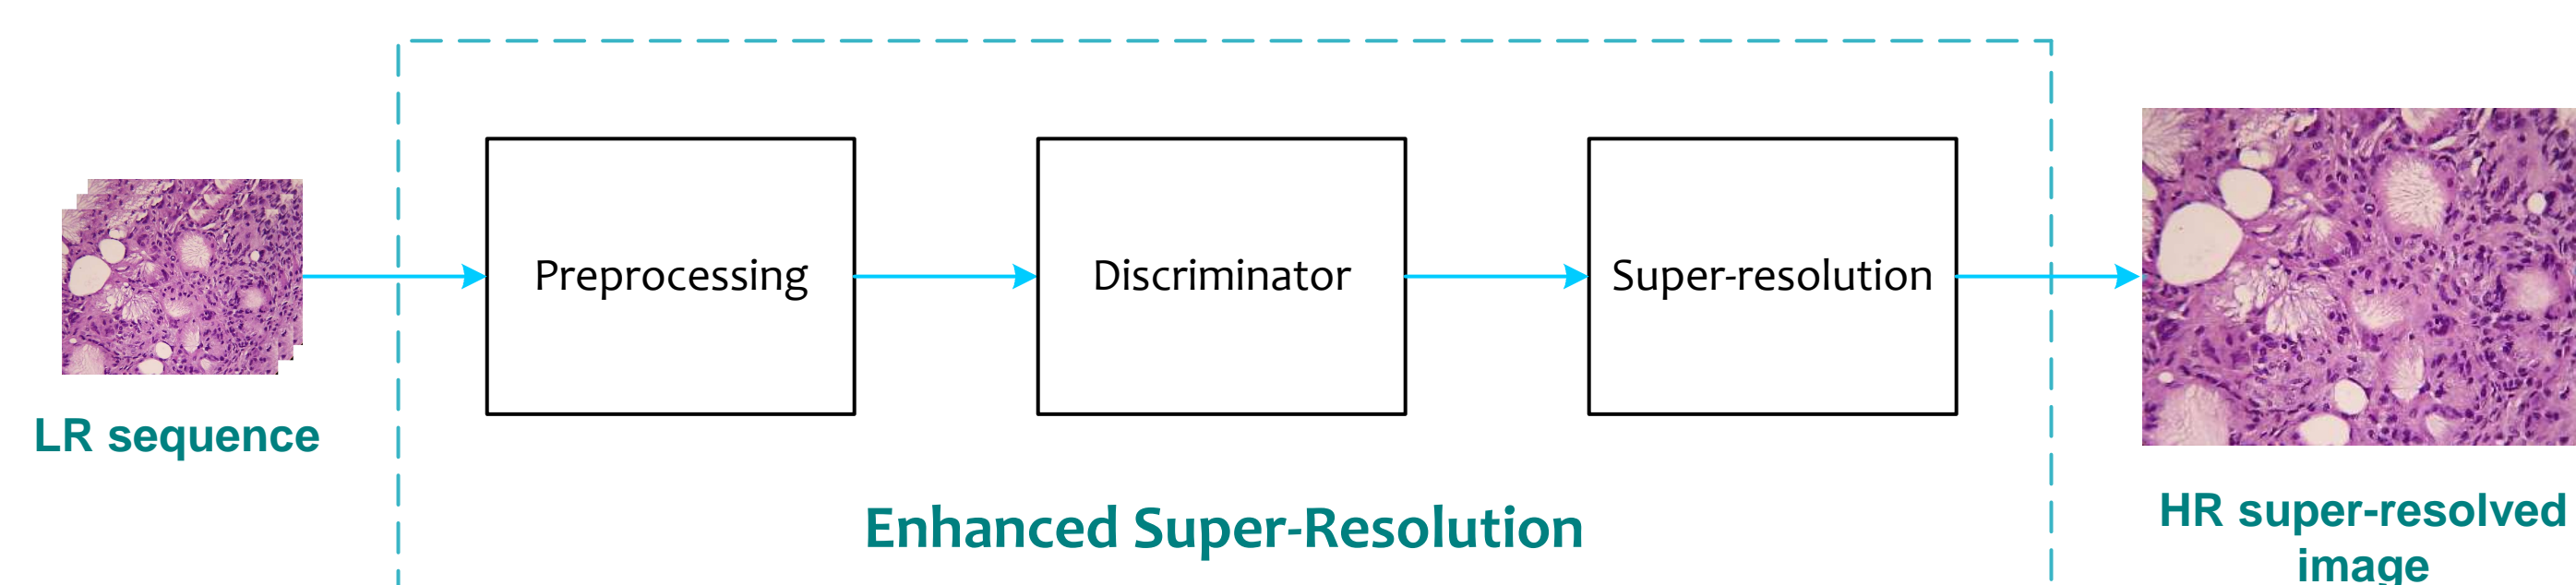 Preprocessing
Discriminator
Super-resolution
LR sequence
Enhanced Super-Resolution
HR super-resolved
image